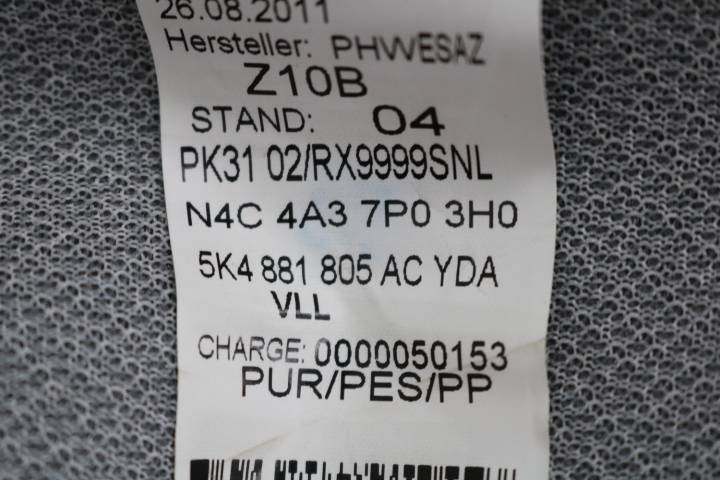 26.08.2011
Hersteller: PHWESAZ
Z10B
STAND: 04
PK31 02/RX9999SNL
N4C 4A3 7P0 3H0
5K4 881 805 AC YDA
VLL
CHARGE: 0000050153
PUR/PES/PP